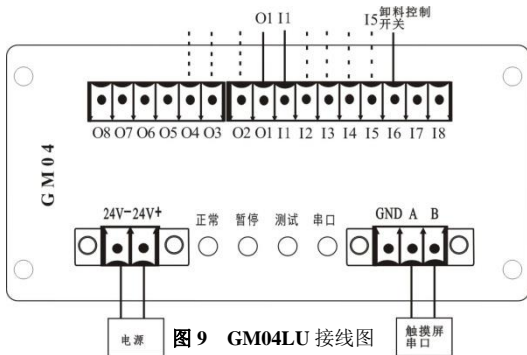 O1 I1
I5 卸料控制
开关
O8 O7 O6 O5 O4 O3 O2 O1 I1 I2 I3 I4 I5 I6 I7 I8
GM04
24V- 24V+
正常 暂停 测试 串口
GND A B
电源
触摸屏
串口
图 9 GM04LU 接线图